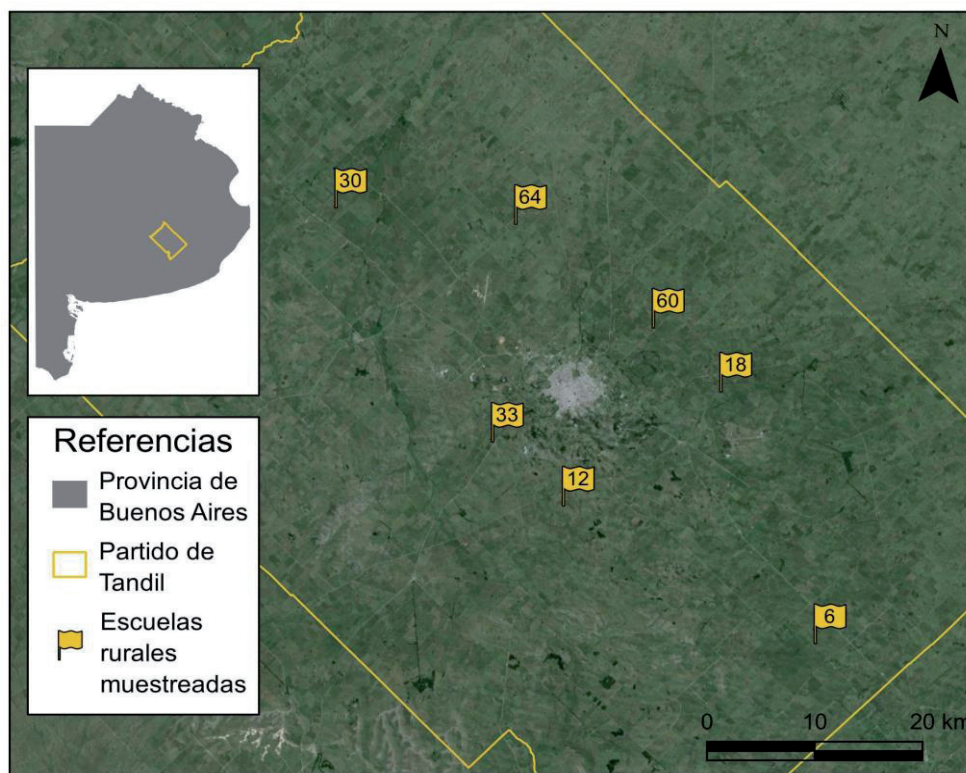 N
30
64
60
18
33
12
6
Referencias
Provincia de
Buenos Aires
Partido de
Tandil
Escuelas
rurales
muestreadas
0 10 20 km